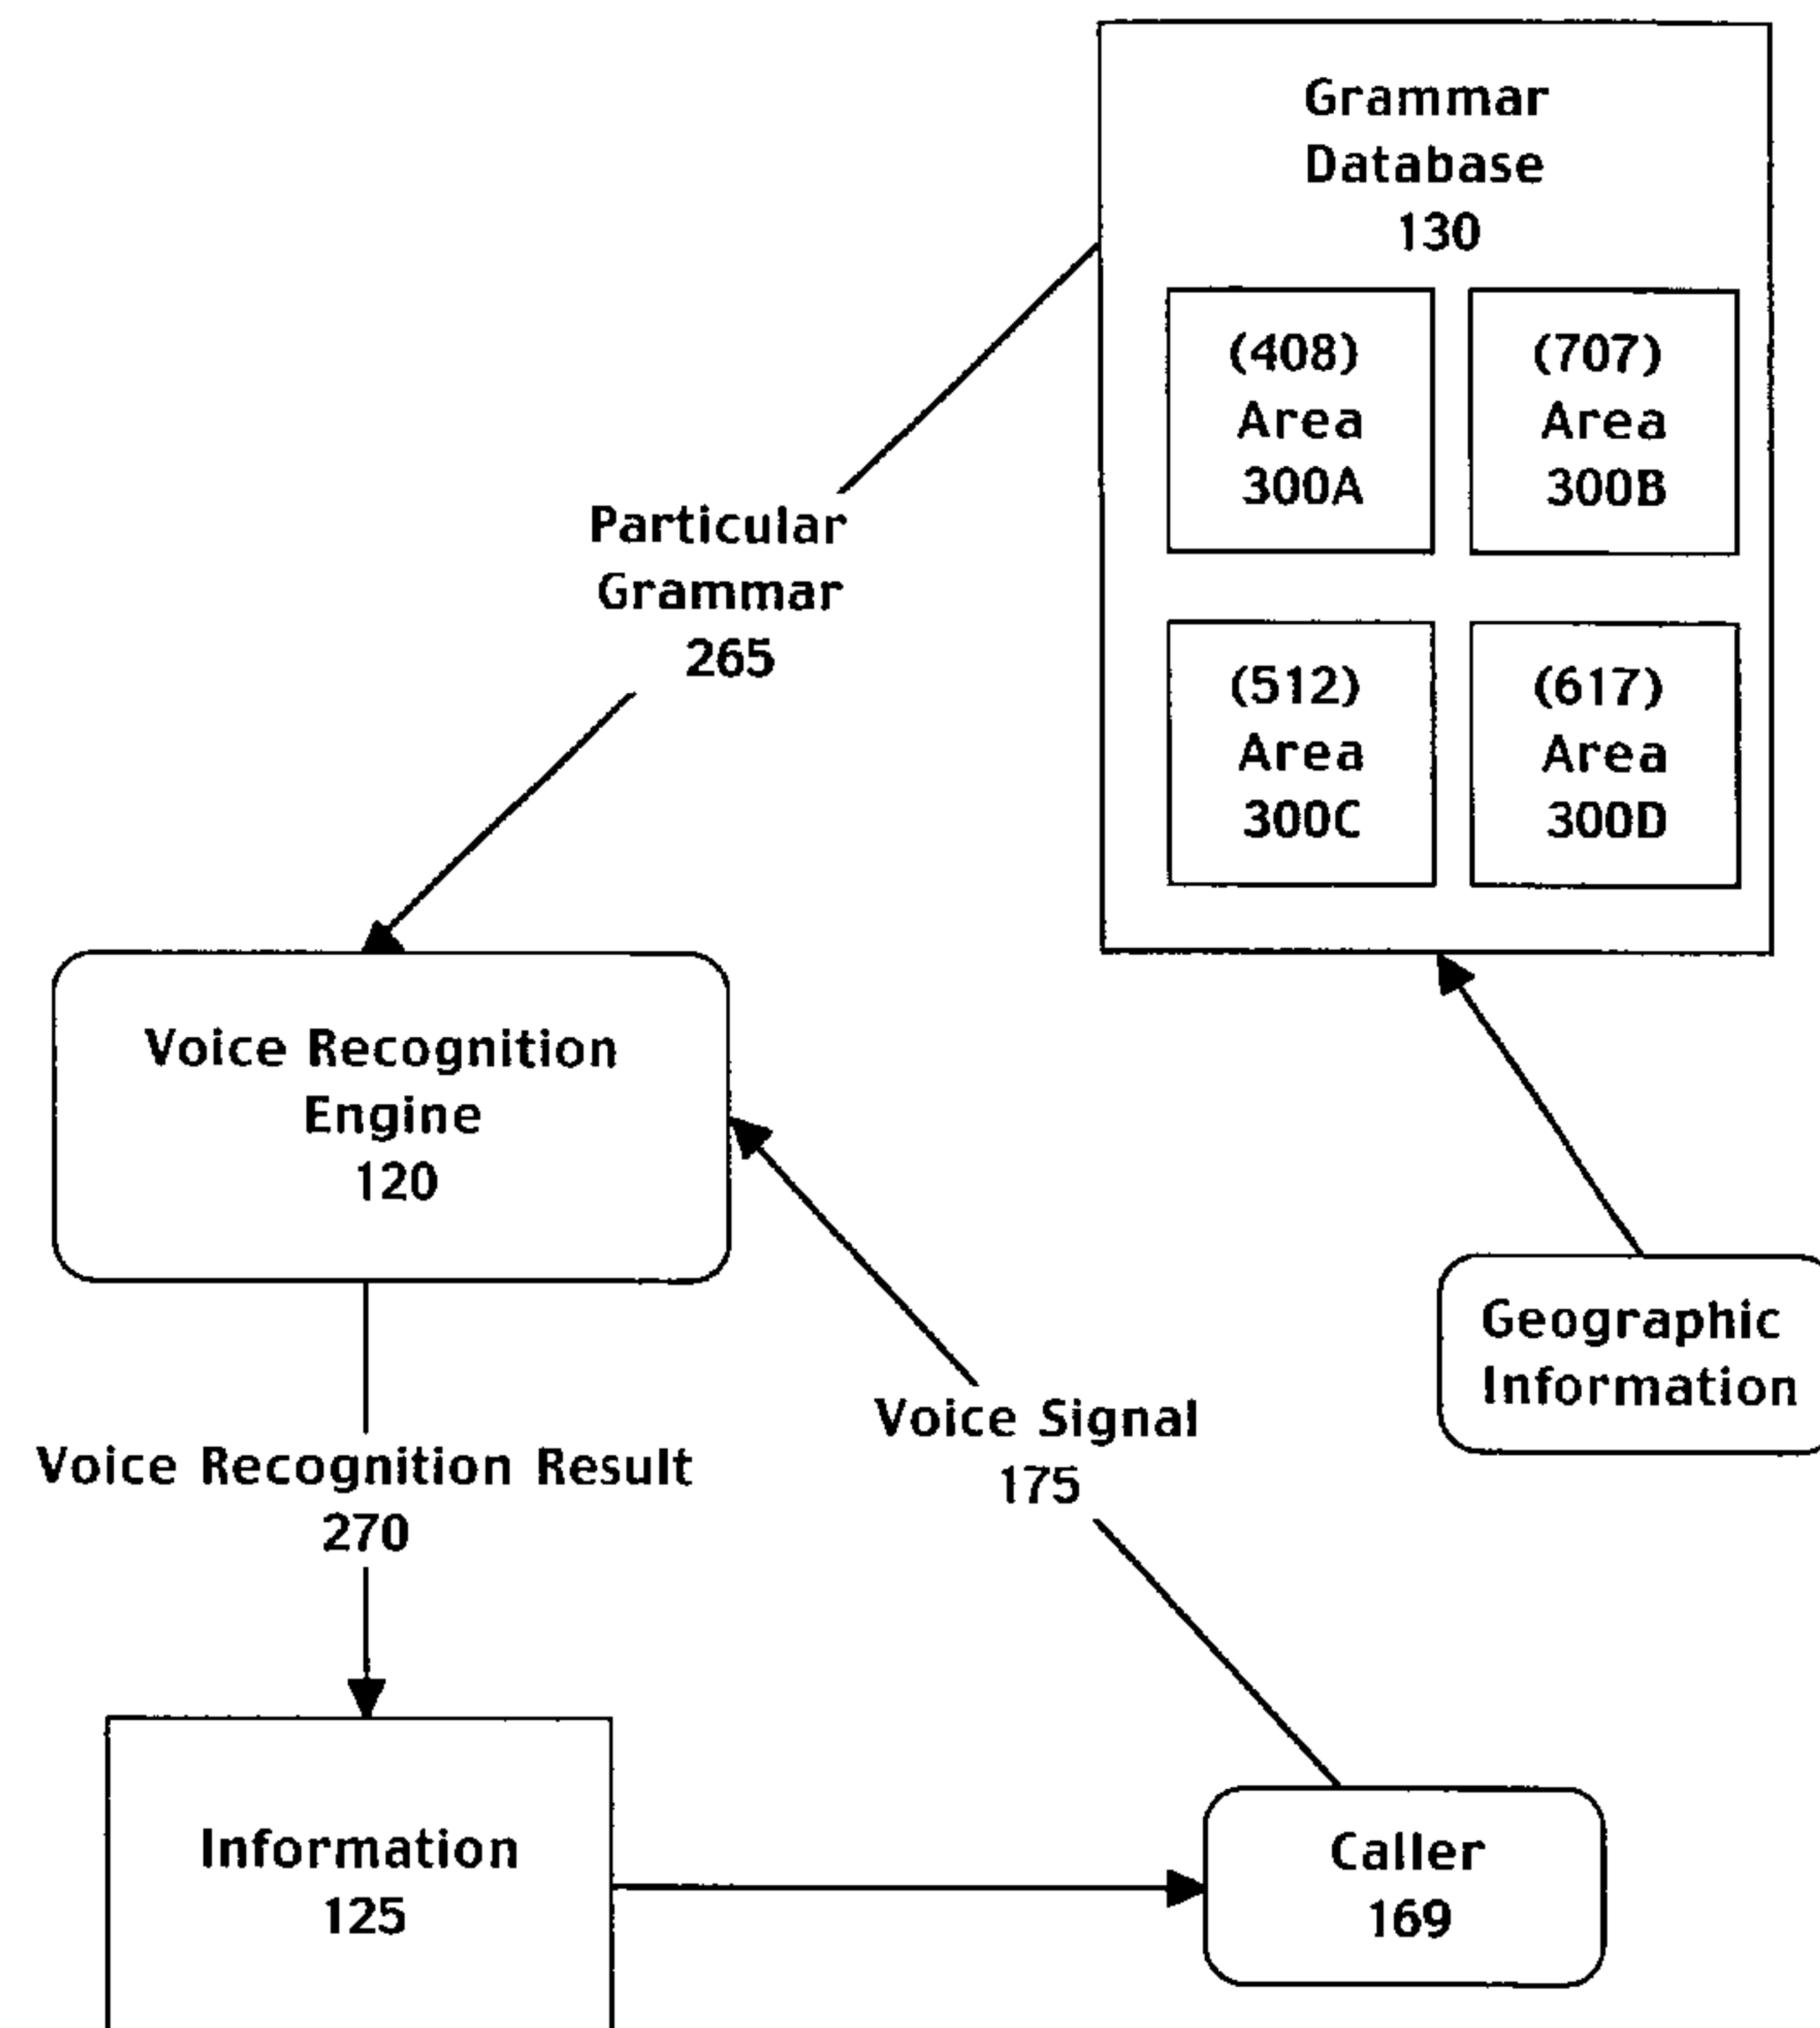 Grammar
Database
130
(408)
Area
300A
(707)
Area
300B
(512)
Area
300C
(617)
Area
300D
Particular
Grammar
265
Voice Recognition
Engine
120
Geographic
Information
Voice Signal
175
Voice Recognition Result
270
Information
125
Caller
169